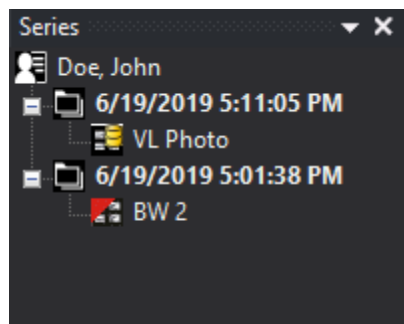 Series
Doe, John
6/19/2019 5:11:05 PM
VL Photo
6/19/2019 5:01:38 PM
BW 2